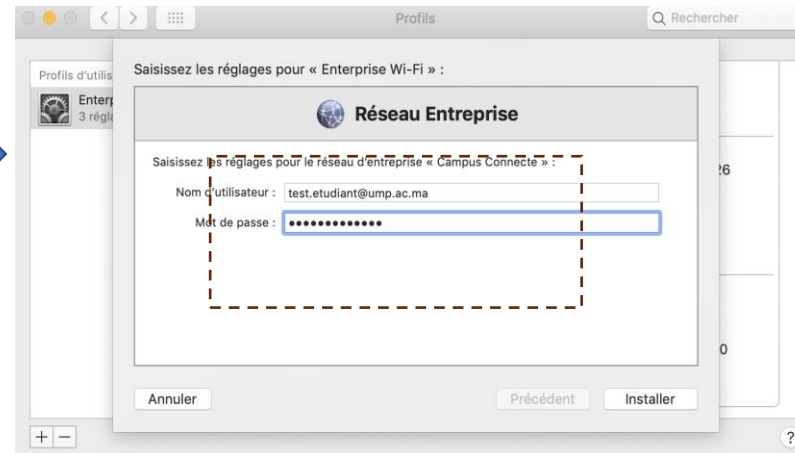 Profils
Rechercher
Profils d'utilis
Enterp
3 régla
Saisissez les réglages pour « Enterprise Wi-Fi » :
Réseau Entreprise
Saisissez les réglages pour le réseau d'entreprise « Campus Connecte » :
Nom d'utilisateur : test.etudiant@ump.ac.ma
Mot de passe : •••••••••••••
26
0
Annuler
Précédent
Installer
+ −
?